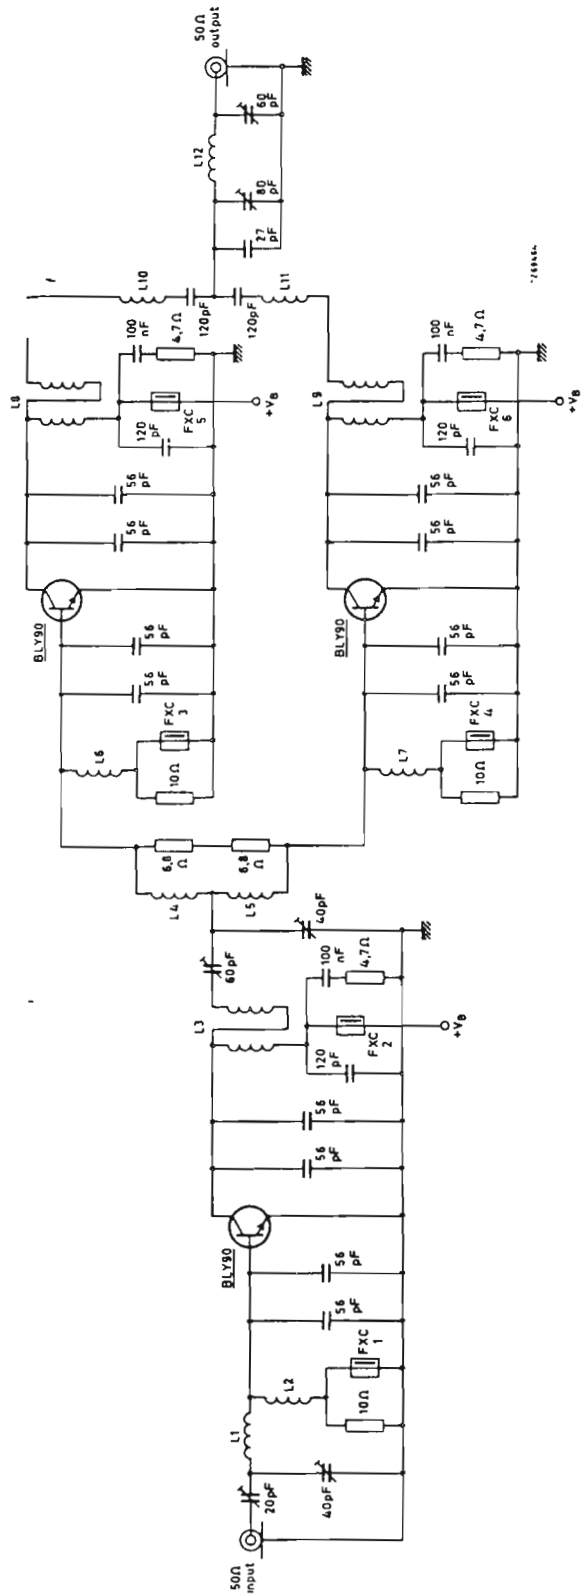 50Ω input
20pF
40pF
L1
L2
10Ω
FXC 1
56 pF
56 pF
BLY90
56 pF
56 pF
L3
120 pF
FXC 2
100 nF
4,7Ω
+VB
60pF
40pF
L4
L5
6,8 Ω
6,8 Ω
L6
10Ω
FXC 3
56 pF
56 pF
BLY90
56 pF
56 pF
L8
120 pF
FXC 5
100 nF
4,7Ω
+VB
L7
10Ω
FXC 4
56 pF
56 pF
BLY90
56 pF
56 pF
L9
120 pF
FXC 6
100 nF
4,7Ω
+VB
L10
120pF
120pF
L11
27 pF
80 pF
L12
60 pF
50Ω output